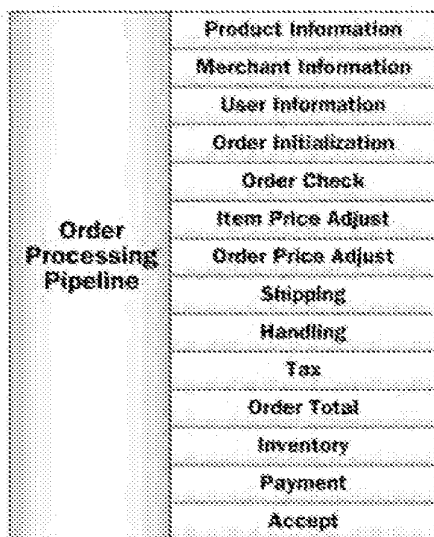 Order
Processing
Pipeline
Product Information
Merchant Information
User Information
Order Initialization
Order Check
Item Price Adjust
Order Price Adjust
Shipping
Handling
Tax
Order Total
Inventory
Payment
Accept